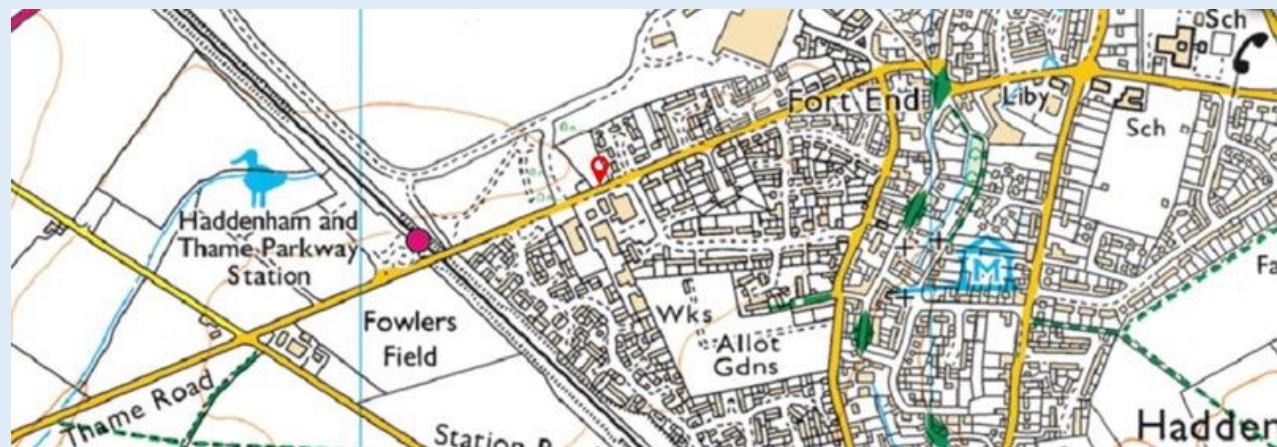 Sch
Fort End
Liby
Sch
Haddenham and
Thame Parkway
Station
M
Fowlers
Field
Wks
Allot
Gdns
Fa
Thame Road
Station R
Hadden